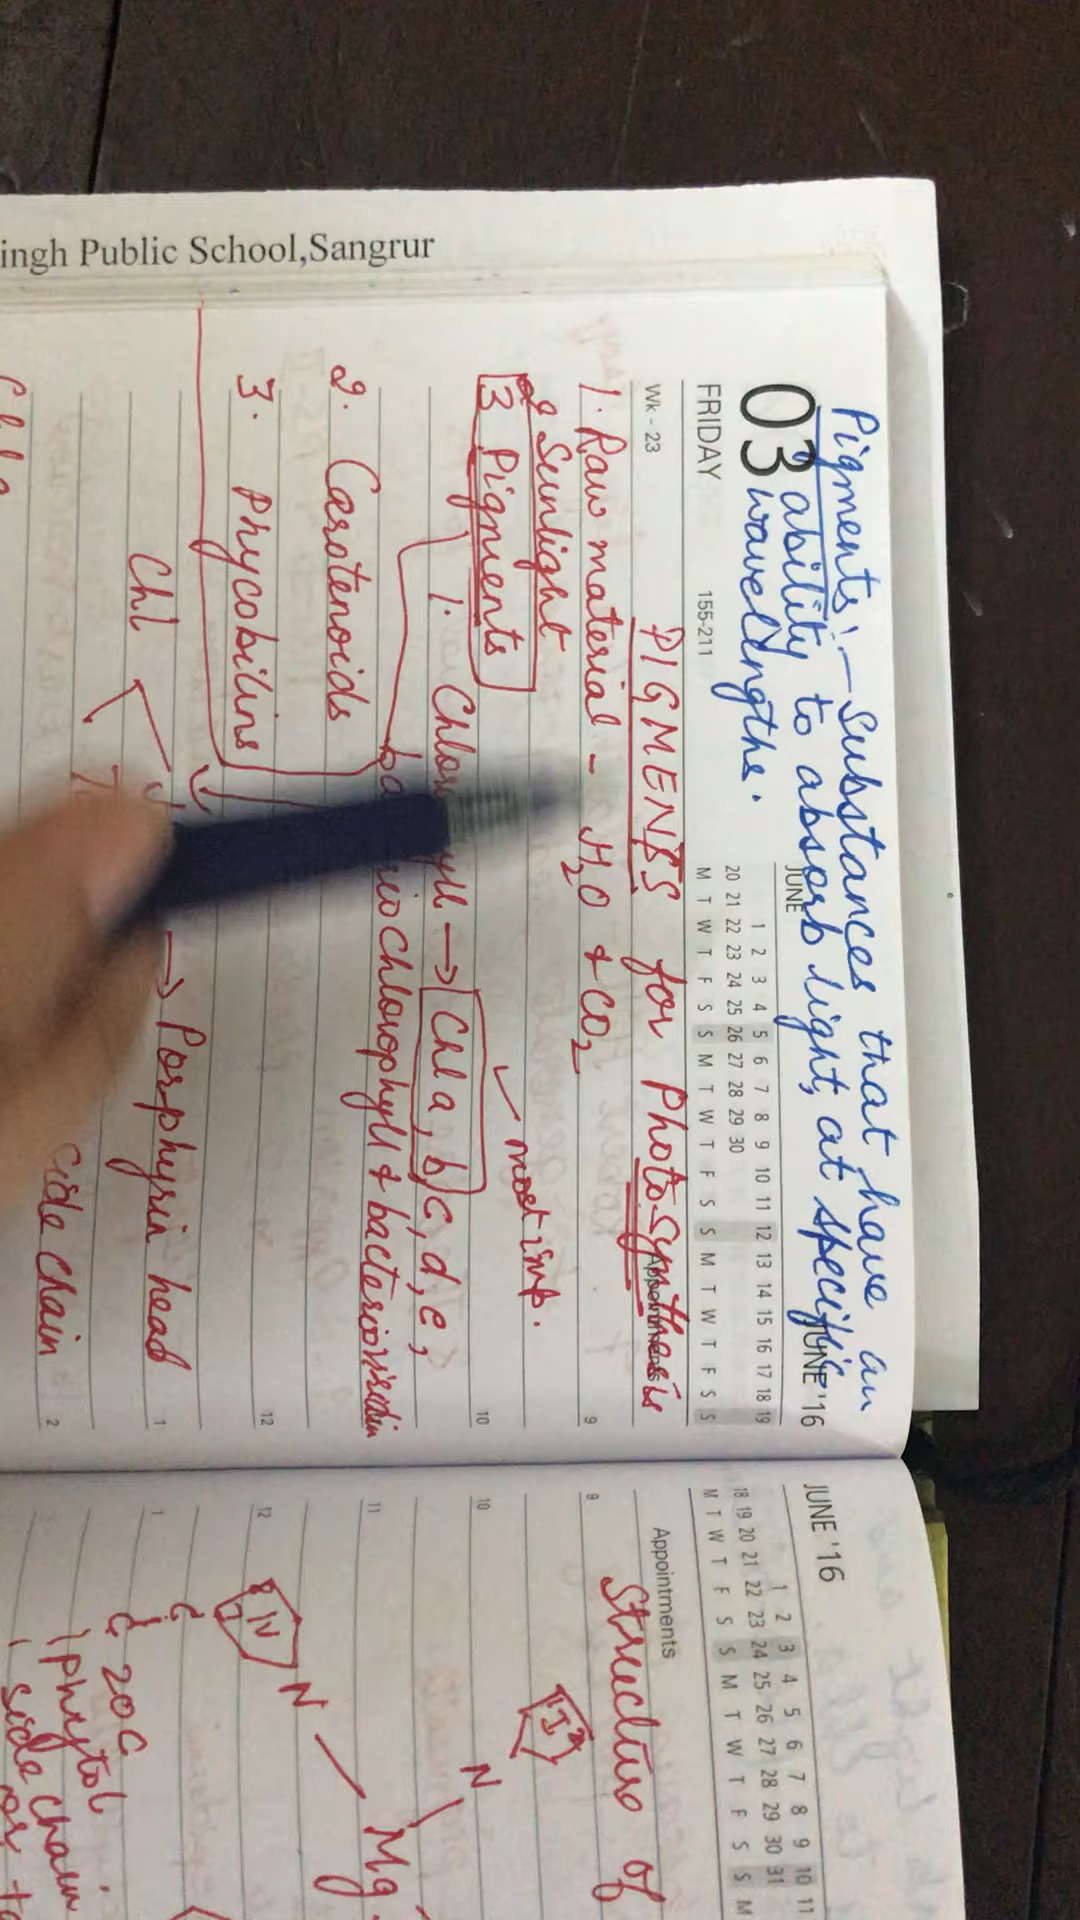 ingh Public School,Sangrur
Pigments :- Substances that have an
ability to absorb light, at specific
wavelengths.
03
JUNE
JUNE '16
1 2 3 4 5 6 7 8 9 10 11 12 13 14 15 16 17 18 19
20 21 22 23 24 25 26 27 28 29 30
M T W T F S S M T W T F S S M T W T F S S
FRIDAY 155-211
Wk - 23
Appointments
PIGMENTS for PhotoSynthesis
1. Raw material - H2O + CO2
2 Sunlight
3 Pigments
most imp.
1. → Chl a, b, c, d, e,
chlorophyll & bacterioviridin
2. Carotenoids
3. Phycobilins
Chl
→ Porphyrin head
side chain
9
10
12
1
2
JUNE '16
1 2 3 4 5 6 7 8 9 10 11
18 19 20 21 22 23 24 25 26 27 28 29 30 31
M T W T F S S M T W T F S S M
Appointments
9
Structure of
10
I
N
11
Mg
N
12
IV
1
C
C 20C
phytol
side chain